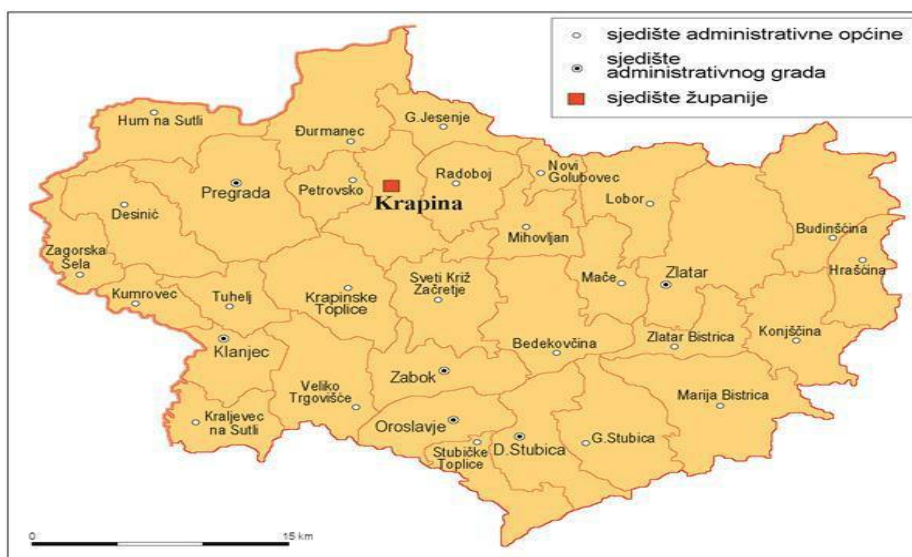 sjedište administrativne općine
sjedište
administrativnog grada
sjedište županije
Hum na Sutli
Đurmanec
G.Jesenje
Pregrada
Petrovsko
Krapina
Radoboj
Novi
Golubovec
Lobor
Desinić
Mihovljan
Budinšćina
Zagorska
Sela
Hrašćina
Kumrovec
Tuhelj
Krapinske
Toplice
Sveti Križ
Začretje
Mače
Zlatar
Klanjec
Bedekovčina
Zlatar Bistrica
Konjščina
Veliko
Trgovišće
Zabok
Marija Bistrica
Kraljevec
na Sutli
Oroslavje
Stubičke
Toplice
D.Stubica
G.Stubica
0
15 km